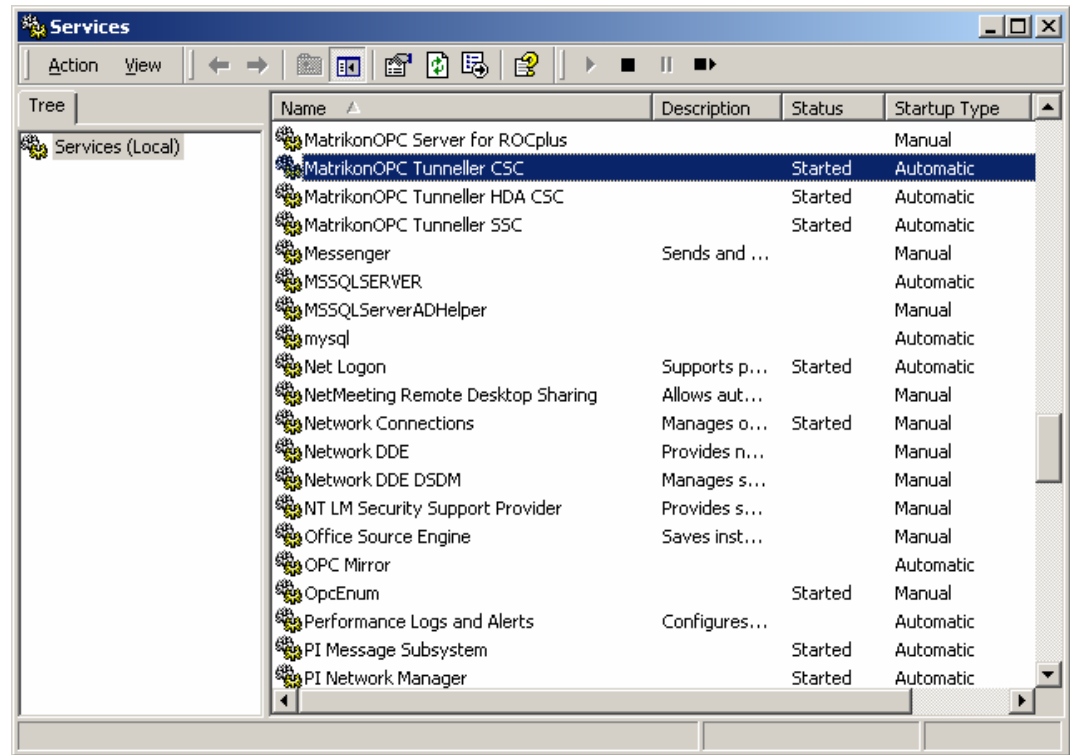 Services
Action View
Tree
Services (Local)
Name Description Status Startup Type
MatrikonOPC Server for ROCplus Manual
MatrikonOPC Tunneller CSC Started Automatic
MatrikonOPC Tunneller HDA CSC Started Automatic
MatrikonOPC Tunneller SSC Started Automatic
Messenger Sends and ... Manual
MSSQLSERVER Automatic
MSSQLServerADHelper Manual
mysql Automatic
Net Logon Supports p... Started Automatic
NetMeeting Remote Desktop Sharing Allows aut... Manual
Network Connections Manages o... Started Manual
Network DDE Provides n... Manual
Network DDE DSDM Manages s... Manual
NT LM Security Support Provider Provides s... Manual
Office Source Engine Saves inst... Manual
OPC Mirror Automatic
OpcEnum Started Manual
Performance Logs and Alerts Configures... Automatic
PI Message Subsystem Started Automatic
PI Network Manager Started Automatic